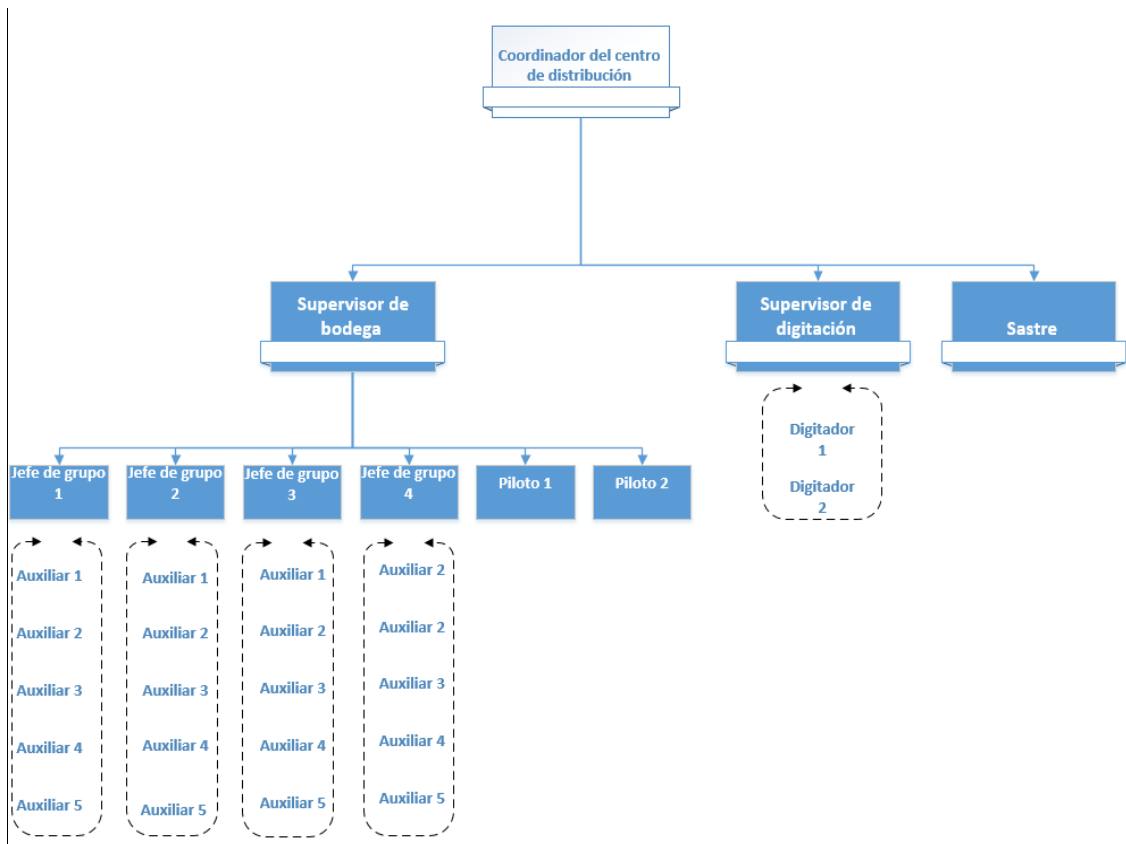 Coordinador del centro
de distribución
Supervisor de
bodega
Supervisor de
digitación
Sastre
Jefe de grupo
1
Jefe de grupo
2
Jefe de grupo
3
Jefe de grupo
4
Piloto 1
Piloto 2
Digitador
1
Digitador
2
Auxiliar 1
Auxiliar 2
Auxiliar 3
Auxiliar 4
Auxiliar 5
Auxiliar 1
Auxiliar 2
Auxiliar 3
Auxiliar 4
Auxiliar 5
Auxiliar 1
Auxiliar 2
Auxiliar 3
Auxiliar 4
Auxiliar 5
Auxiliar 2
Auxiliar 2
Auxiliar 3
Auxiliar 4
Auxiliar 5